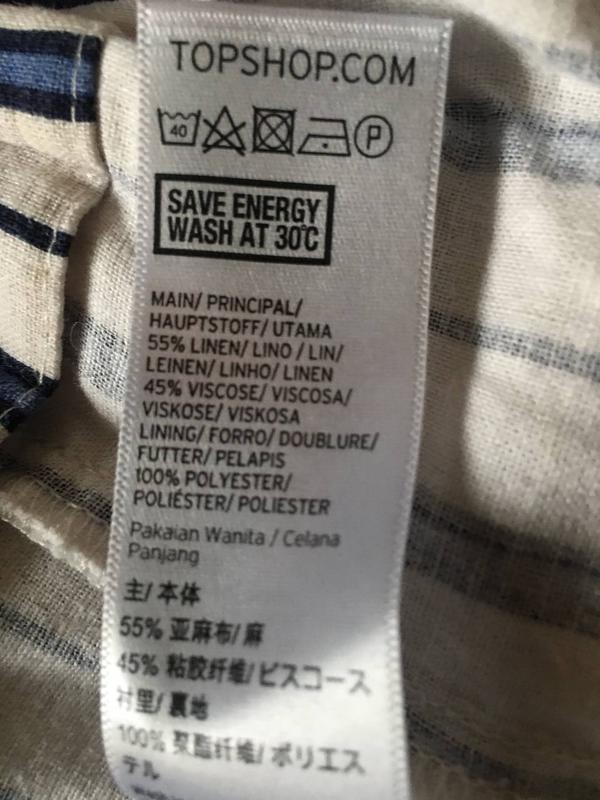 TOPSHOP.COM
40 P
SAVE ENERGY
WASH AT 30°C
MAIN/ PRINCIPAL/
HAUPTSTOFF/ UTAMA
55% LINEN/ LINO / LIN/
LEINEN/ LINHO/ LINEN
45% VISCOSE/ VISCOSA/
VISKOSE/ VISKOSA
LINING/ FORRO/ DOUBLURE/
FUTTER/ PELAPIS
100% POLYESTER/
POLIÉSTER/ POLIESTER
Pakaian Wanita / Celana
Panjang
主/ 本体
55% 亚麻布/ 麻
45% 粘胶纤维/ ビスコース
衬里/ 裏地
100% 聚酯纤维/ ポリエス
テル